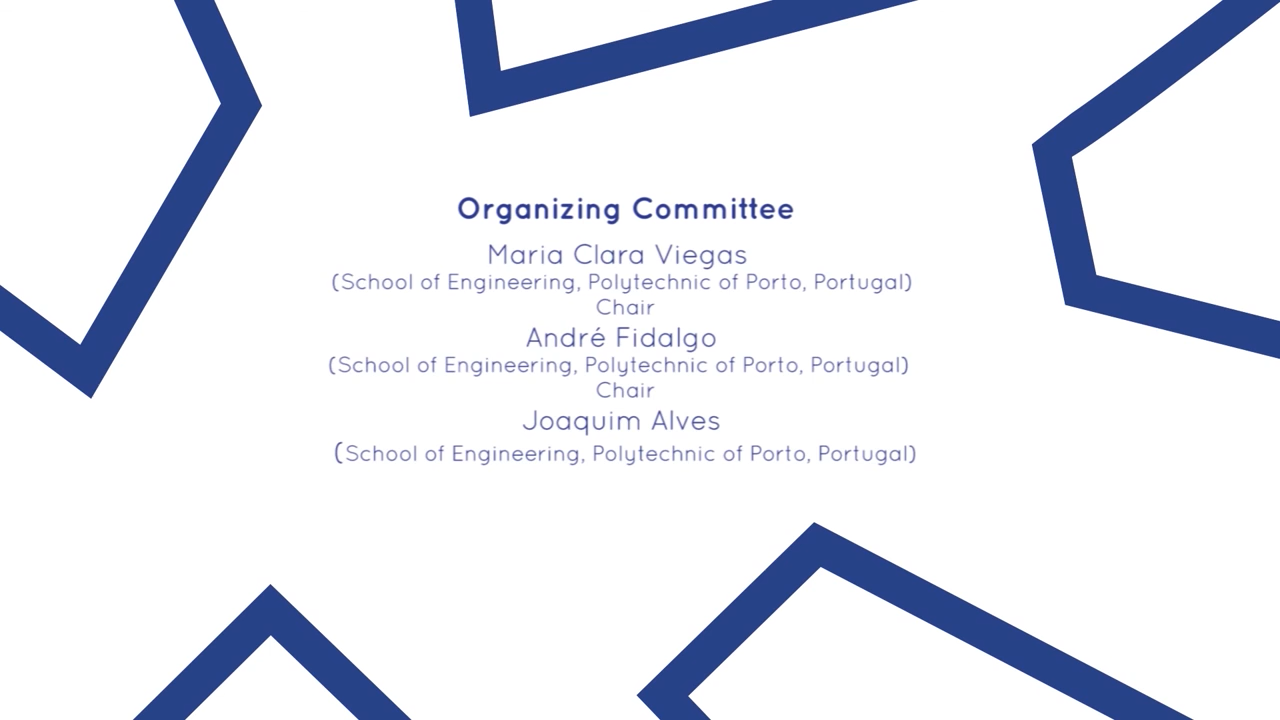 Organizing Committee
Maria Clara Viegas
(School of Engineering, Polytechnic of Porto, Portugal)
Chair
André Fidalgo
(School of Engineering, Polytechnic of Porto, Portugal)
Chair
Joaquim Alves
(School of Engineering, Polytechnic of Porto, Portugal)